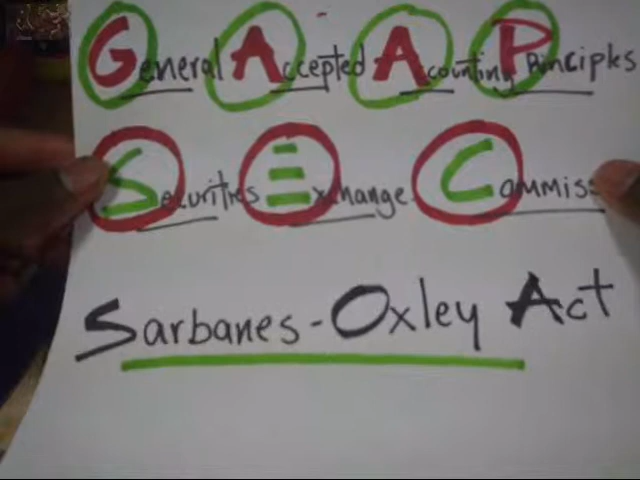 General Accepted Acounting Principles
Securities Exchange Commiss
Sarbanes-Oxley Act